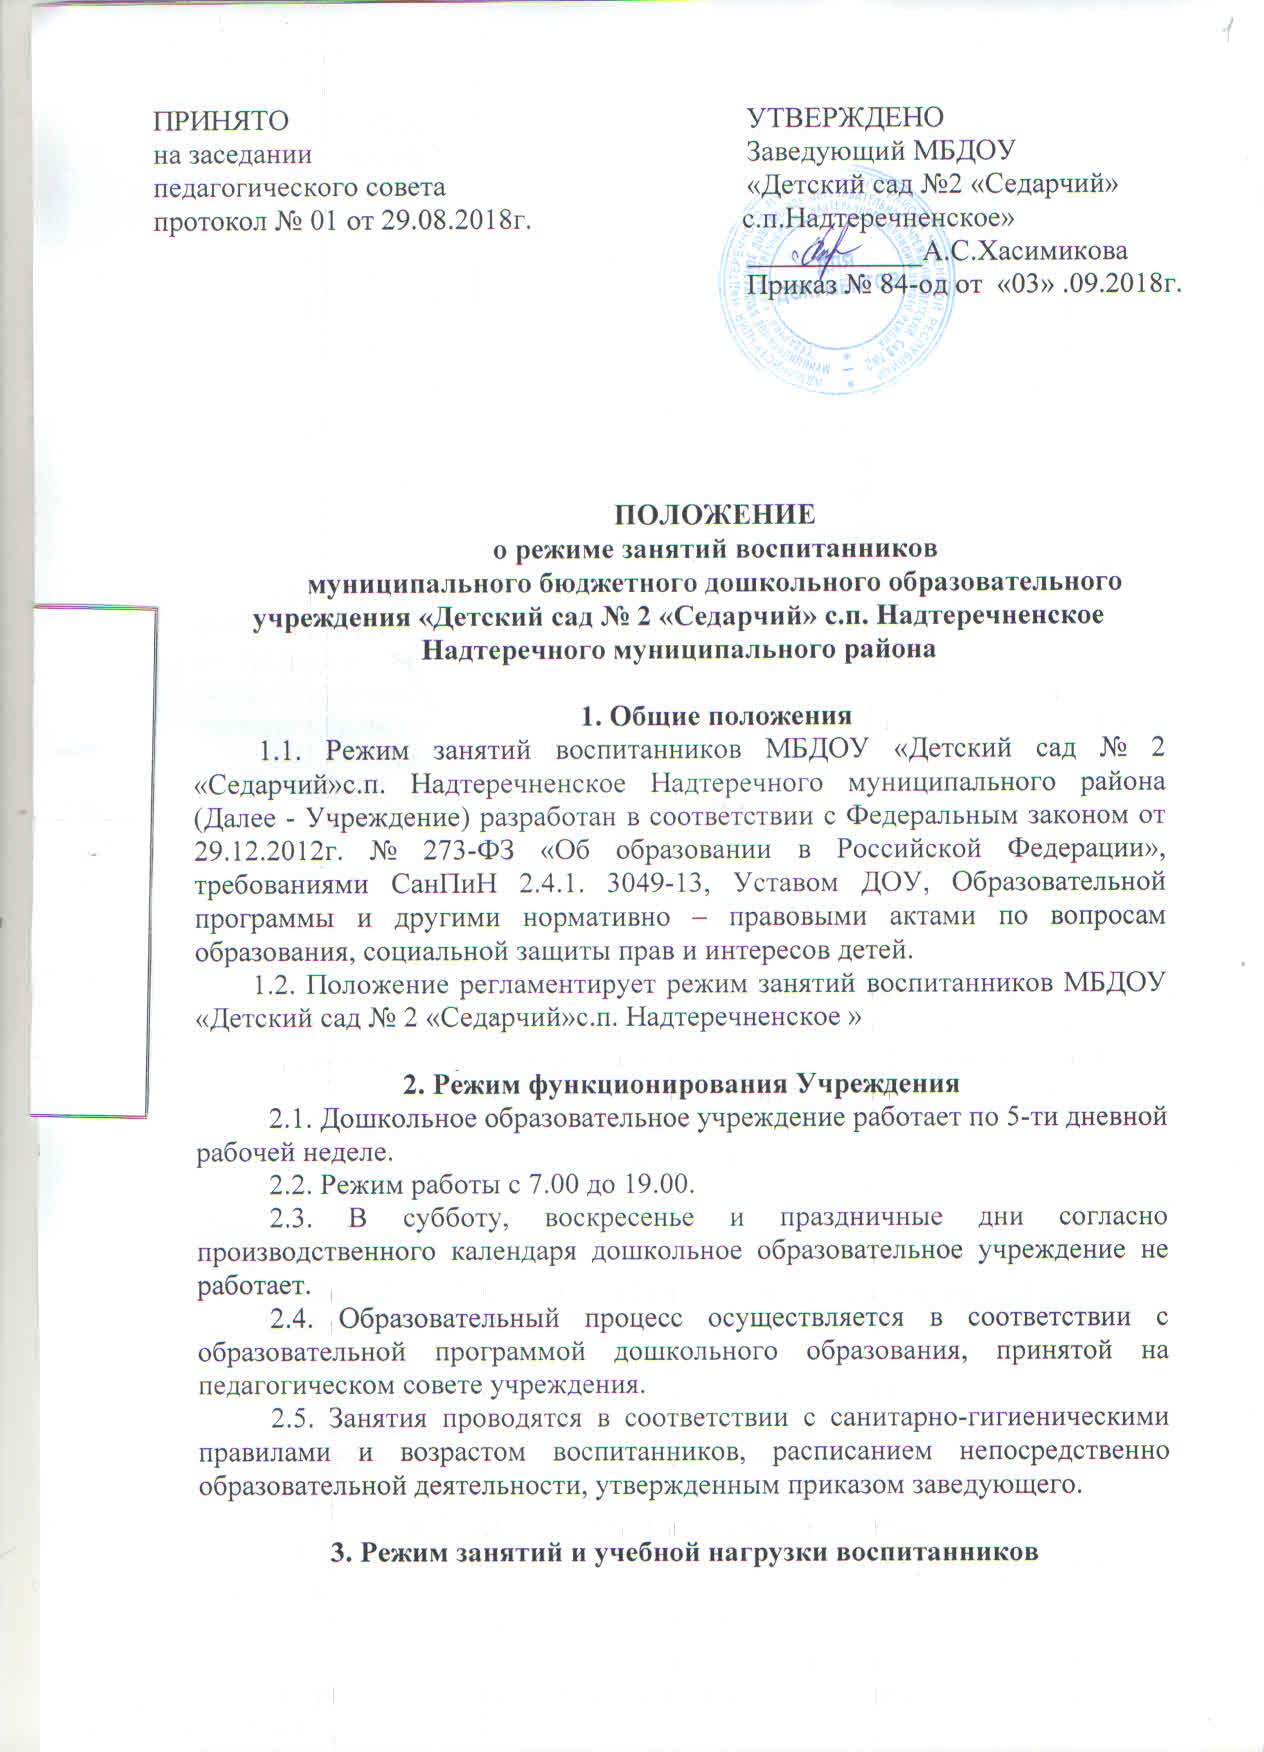 ПРИНЯТО
на заседании
педагогического совета
протокол № 01 от 29.08.2018г.
УТВЕРЖДЕНО
Заведующий МБДОУ
«Детский сад №2 «Седарчий»
с.п.Надтеречненское»
____________А.С.Хасимикова
Приказ № 84-од от «03» .09.2018г.
ПОЛОЖЕНИЕ
о режиме занятий воспитанников
муниципального бюджетного дошкольного образовательного
учреждения «Детский сад № 2 «Седарчий» с.п. Надтеречненское
Надтеречного муниципального района
1. Общие положения
1.1. Режим занятий воспитанников МБДОУ «Детский сад № 2
«Седарчий»с.п. Надтеречненское Надтеречного муниципального района
(Далее - Учреждение) разработан в соответствии с Федеральным законом от
29.12.2012г. № 273-ФЗ «Об образовании в Российской Федерации»,
требованиями СанПиН 2.4.1. 3049-13, Уставом ДОУ, Образовательной
программы и другими нормативно – правовыми актами по вопросам
образования, социальной защиты прав и интересов детей.
1.2. Положение регламентирует режим занятий воспитанников МБДОУ
«Детский сад № 2 «Седарчий»с.п. Надтеречненское »
2. Режим функционирования Учреждения
2.1. Дошкольное образовательное учреждение работает по 5-ти дневной
рабочей неделе.
2.2. Режим работы с 7.00 до 19.00.
2.3. В субботу, воскресенье и праздничные дни согласно
производственного календаря дошкольное образовательное учреждение не
работает.
2.4. Образовательный процесс осуществляется в соответствии с
образовательной программой дошкольного образования, принятой на
педагогическом совете учреждения.
2.5. Занятия проводятся в соответствии с санитарно-гигиеническими
правилами и возрастом воспитанников, расписанием непосредственно
образовательной деятельности, утвержденным приказом заведующего.
3. Режим занятий и учебной нагрузки воспитанников